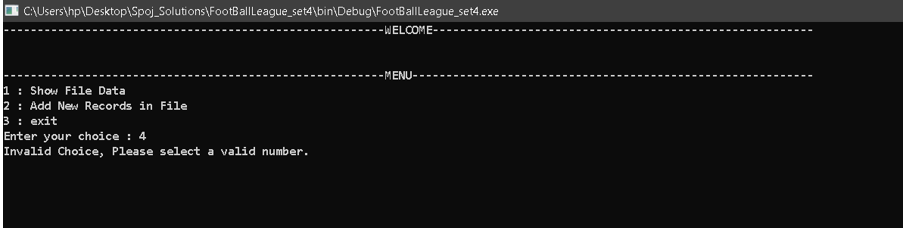 C:\Users\hp\Desktop\Spoj_Solutions\FootBallLeague_set4\bin\Debug\FootBallLeague_set4.exe
--------------------------------------------------WELCOME--------------------------------------------------
--------------------------------------------------MENU-----------------------------------------------------
1 : Show File Data
2 : Add New Records in File
3 : exit
Enter your choice : 4
Invalid Choice, Please select a valid number.